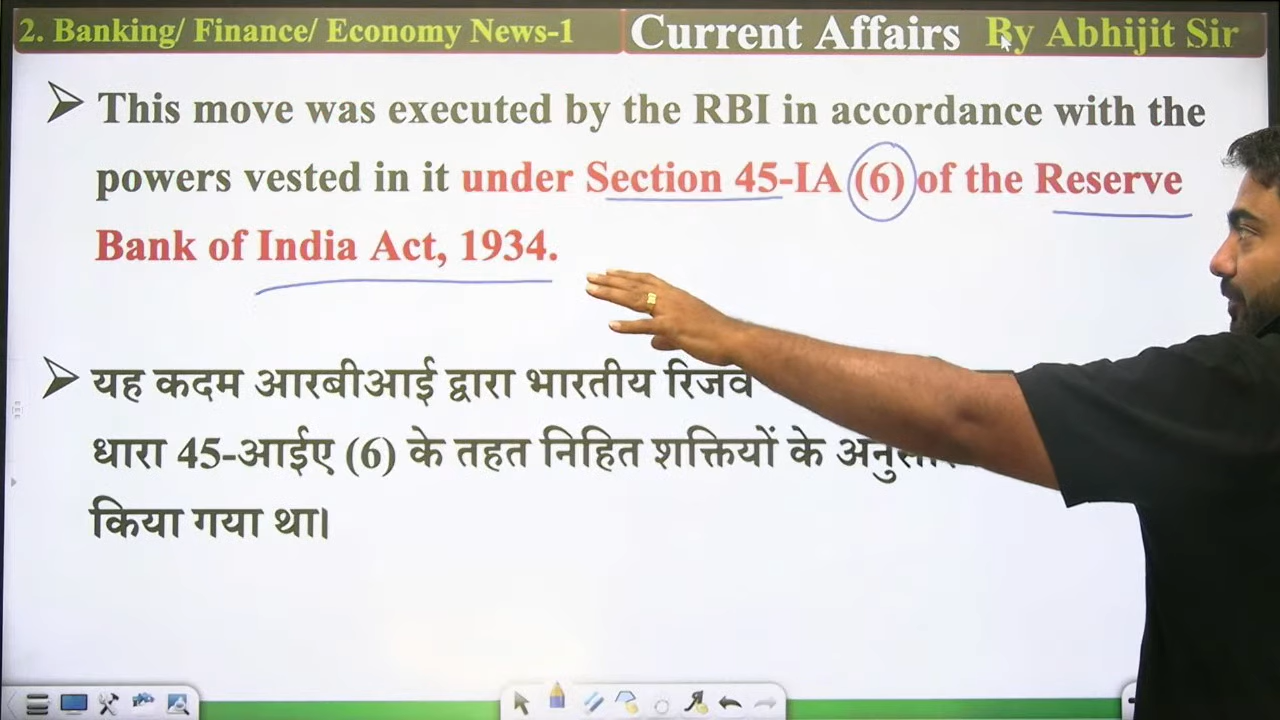 2. Banking/ Finance/ Economy News-1
Current Affairs By Abhijit Sir
This move was executed by the RBI in accordance with the
powers vested in it under Section 45-IA (6) of the Reserve
Bank of India Act, 1934.
यह कदम आरबीआई द्वारा भारतीय
धारा 45-आईए (6) के तहत निहित शक्तियों के
किया गया था।